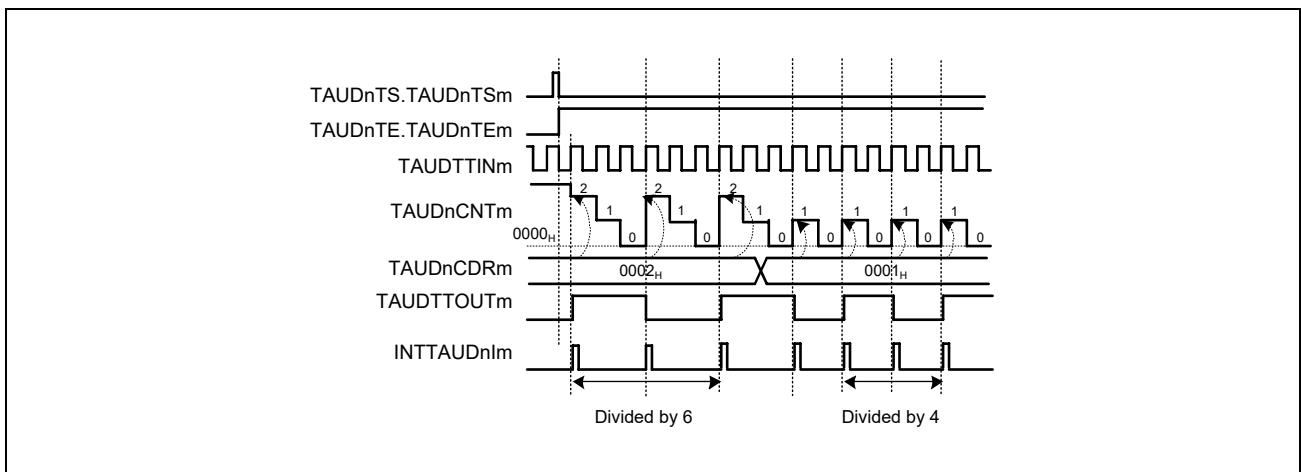 TAUDnTS.TAUDnTSm
TAUDnTE.TAUDnTEm
TAUDTTINm
TAUDnCNTm
2 2 2
1 1 1 1 1 1 1
0 0 0 0 0 0 0
0000H
TAUDnCDRm
0002H 0001H
TAUDTTOUTm
INTTAUDnIm
Divided by 6 Divided by 4